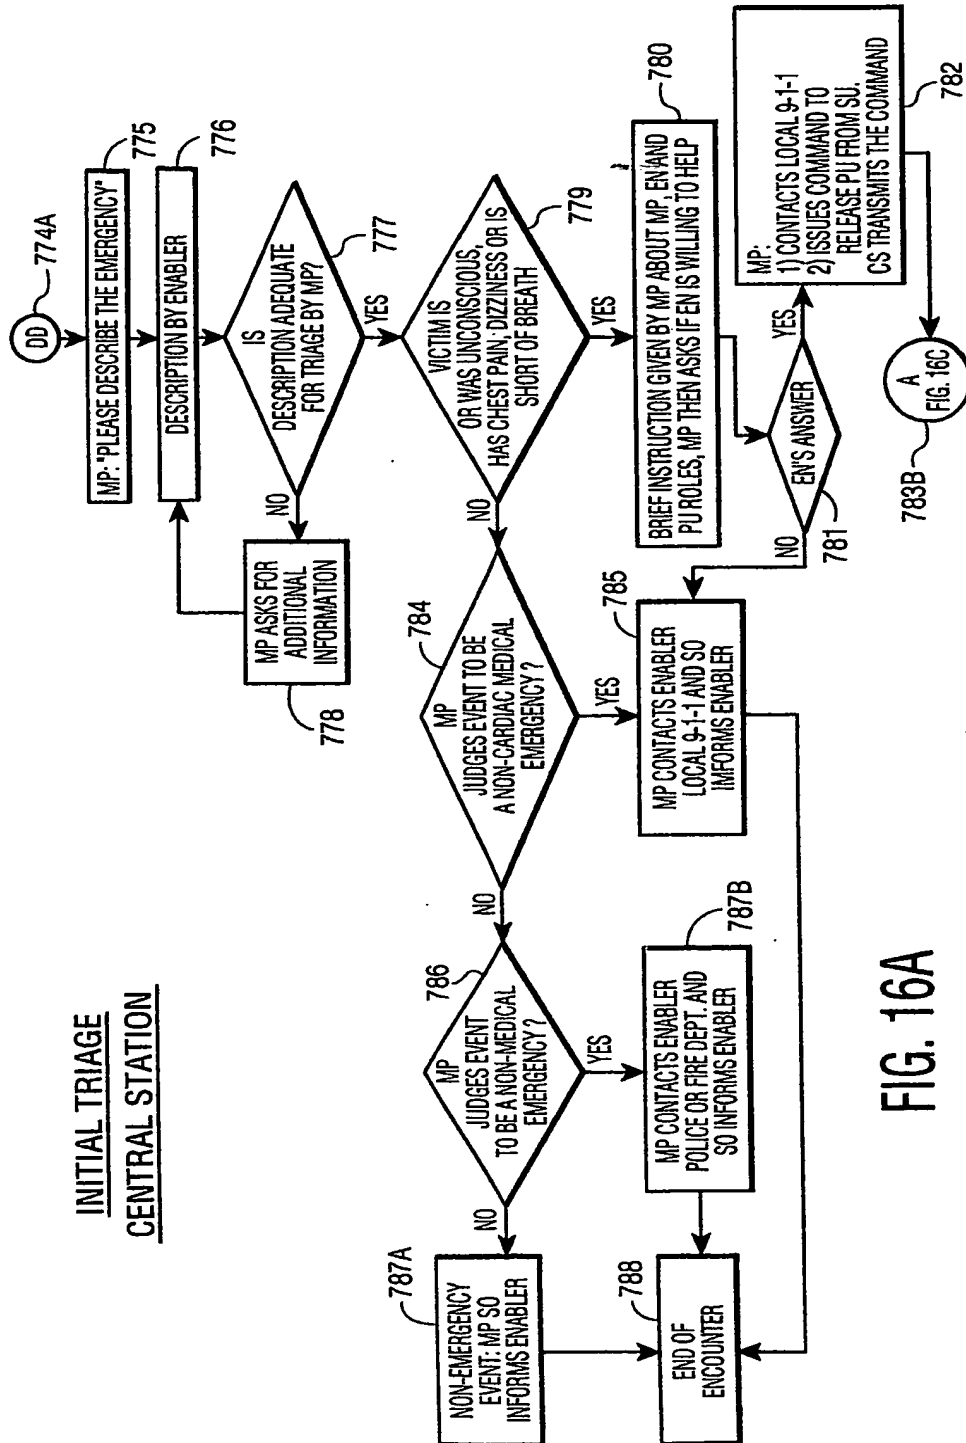 INITIAL TRIAGE
CENTRAL STATION
DD
774A
MP: "PLEASE DESCRIBE THE EMERGENCY"
775
DESCRIPTION BY ENABLER
776
IS
DESCRIPTION ADEQUATE
FOR TRIAGE BY MP?
777
NO
YES
MP ASKS FOR
ADDITIONAL
INFORMATION
778
VICTIM IS
OR WAS UNCONSCIOUS,
HAS CHEST PAIN, DIZZINESS OR IS
SHORT OF BREATH
779
NO
YES
BRIEF INSTRUCTION GIVEN BY MP ABOUT MP, EN AND
PU ROLES, MP THEN ASKS IF EN IS WILLING TO HELP
780
EN'S ANSWER
781
NO
YES
MP:
1) CONTACTS LOCAL 9-1-1
2) ISSUES COMMAND TO
RELEASE PU FROM SU.
CS TRANSMITS THE COMMAND
782
A
FIG. 16C
783B
MP
JUDGES EVENT TO BE
A NON-CARDIAC MEDICAL
EMERGENCY?
784
NO
YES
MP CONTACTS ENABLER
LOCAL 9-1-1 AND SO
IMFORMS ENABLER
785
MP
JUDGES EVENT
TO BE A NON-MEDICAL
EMERGENCY?
786
NO
YES
MP CONTACTS ENABLER
POLICE OR FIRE DEPT. AND
SO INFORMS ENABLER
787B
NON-EMERGENCY
EVENT: MP SO
INFORMS ENABLER
787A
END OF
ENCOUNTER
788
FIG. 16A